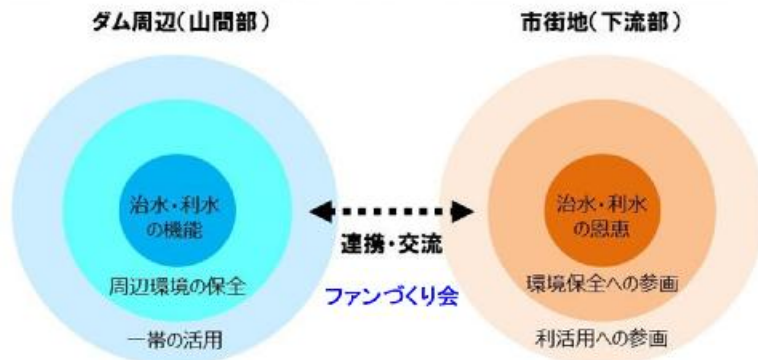 ダム周辺(山間部)
市街地(下流部)
治水・利水
の機能
周辺環境の保全
一帯の活用
連携・交流
ファンづくり会
治水・利水
の恩恵
環境保全への参画
利活用への参画